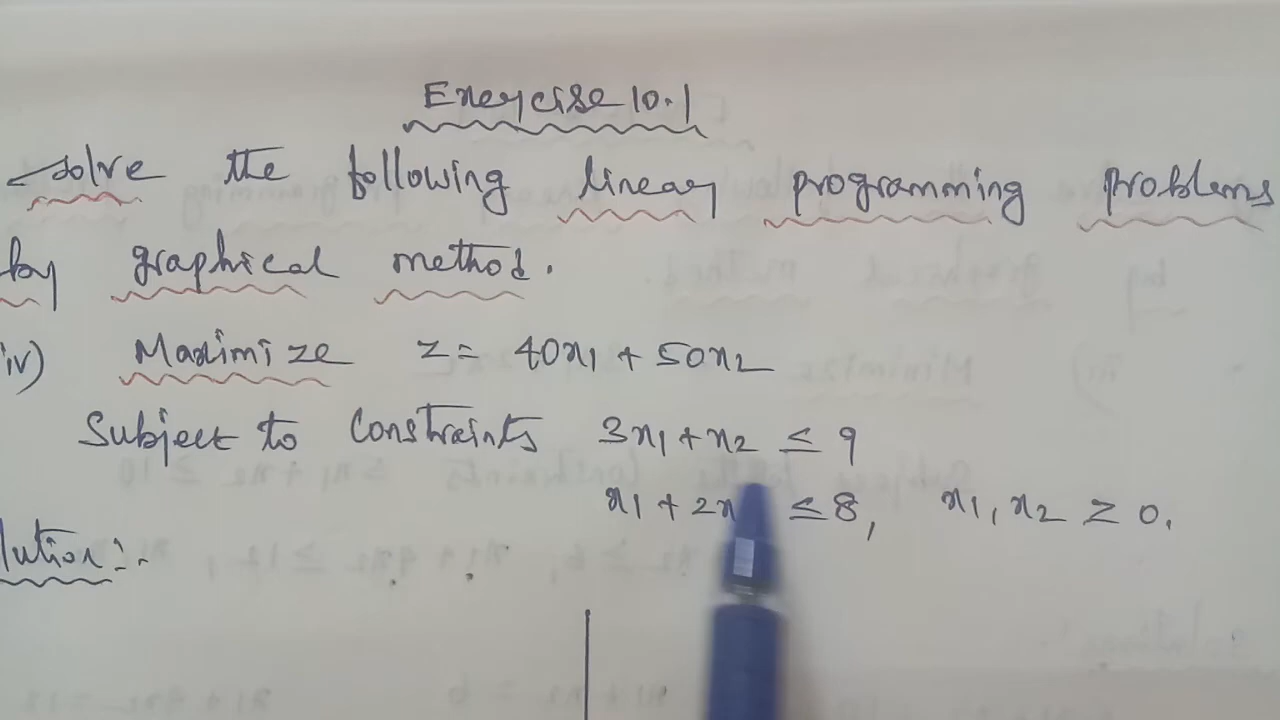 Exercise 10.1
solve the following linear programming problems
by graphical method.
iv) Maximize Z = 40x1 + 50x2
Subject to Constraints 3x1 + x2 ≤ 9
x1 + 2x ≤ 8, x1, x2 ≥ 0.
lution:-